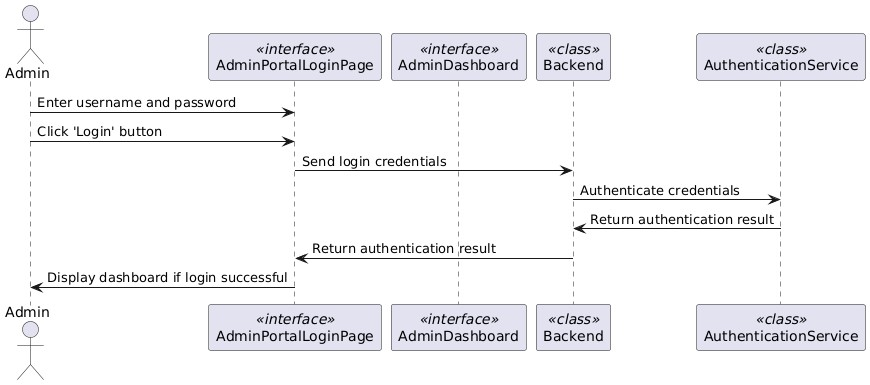 Admin
«interface»
AdminPortalLoginPage
«interface»
AdminDashboard
«class»
Backend
«class»
AuthenticationService
Enter username and password
Click 'Login' button
Send login credentials
Authenticate credentials
Return authentication result
Return authentication result
Display dashboard if login successful
Admin
«interface»
AdminPortalLoginPage
«interface»
AdminDashboard
«class»
Backend
«class»
AuthenticationService